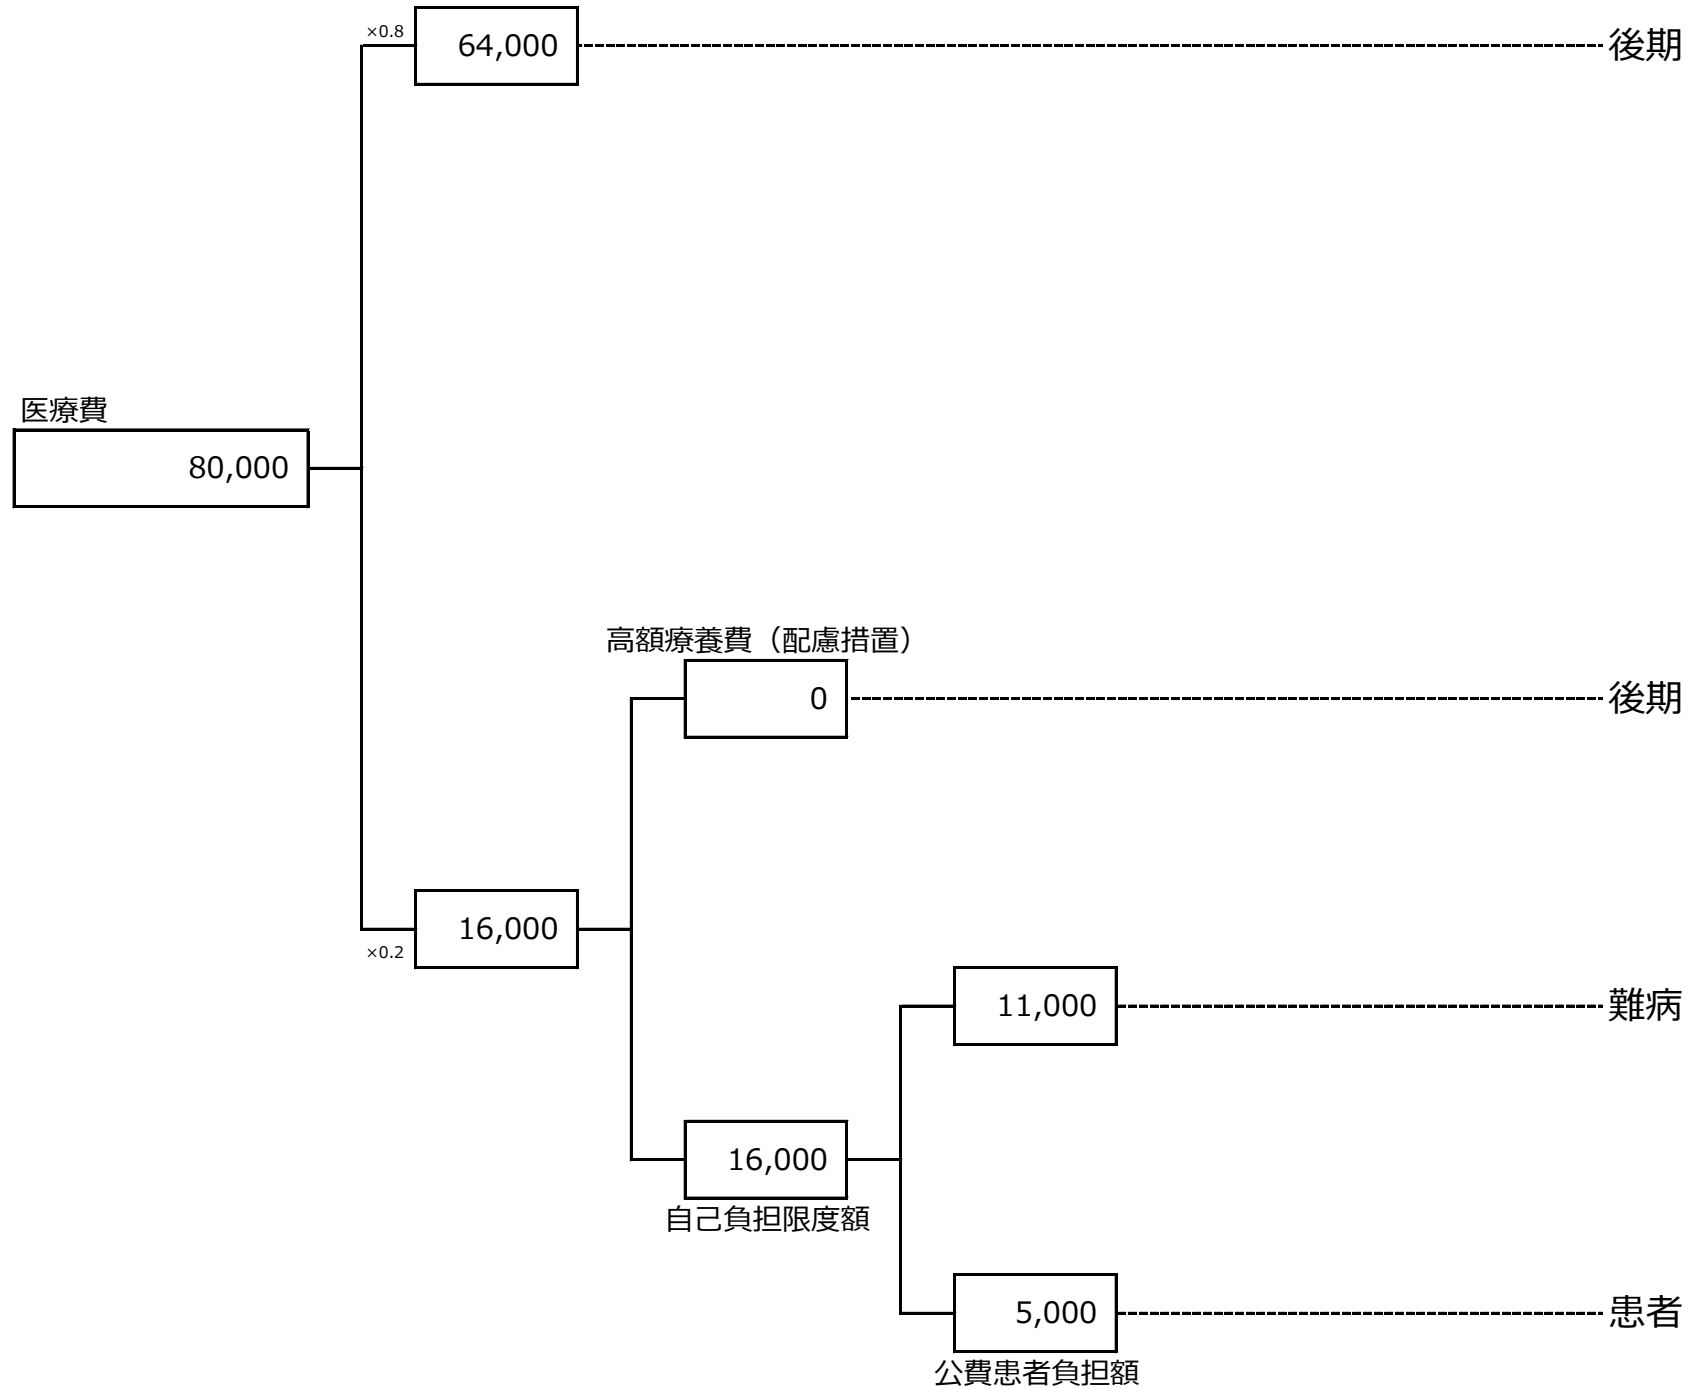 ×0.8
64,000
後期
医療費
80,000
高額療養費（配慮措置）
0
後期
16,000
×0.2
11,000
難病
16,000
自己負担限度額
5,000
患者
公費患者負担額